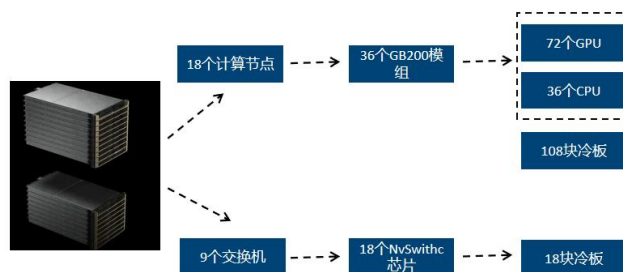 18个计算节点
36个GB200模
组
72个GPU
36个CPU
108块冷板
9个交换机
18个NvSwithc
芯片
18块冷板